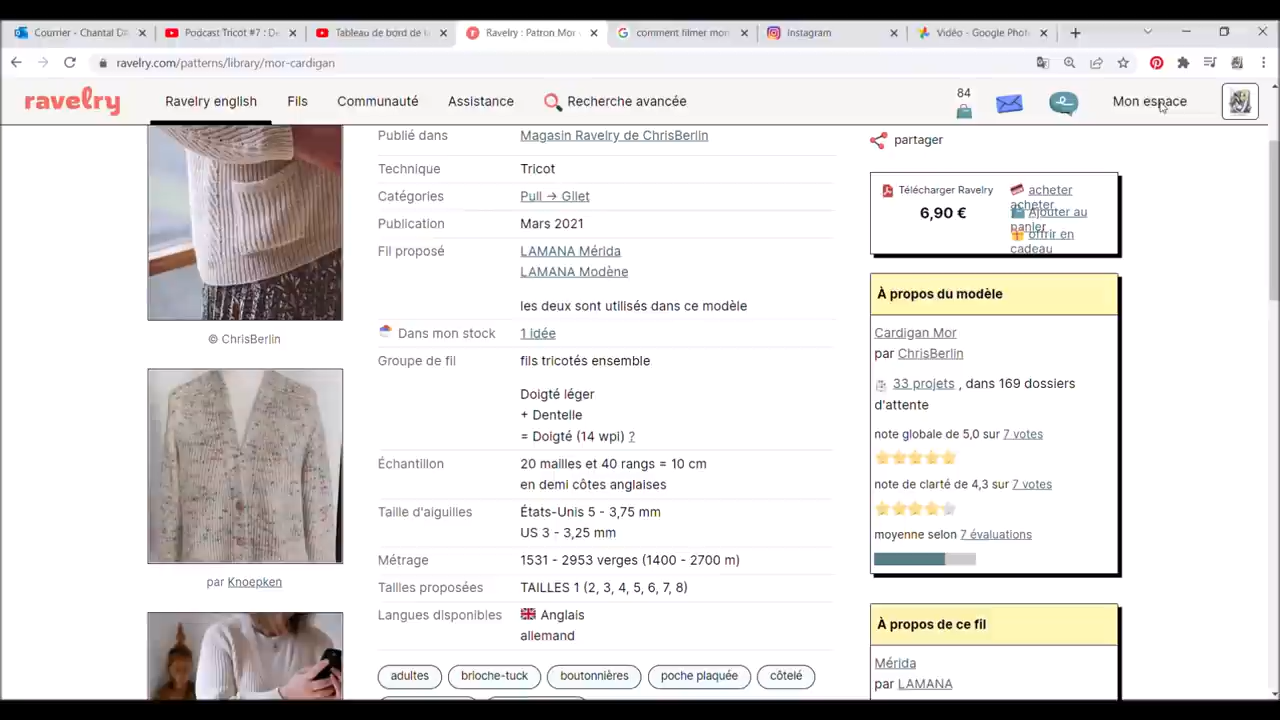 Courrier - Chantal D
Podcast Tricot #7 : De
Tableau de bord de la
Ravelry : Patron Mor
comment filmer mon
Instagram
Vidéo - Google Phot
ravelry.com/patterns/library/mor-cardigan
ravelry
Ravelry english
Fils
Communauté
Assistance
Recherche avancée
84
Mon espace
Publié dans
Magasin Ravelry de ChrisBerlin
Technique
Tricot
Catégories
Pull → Gilet
Publication
Mars 2021
Fil proposé
LAMANA Mérida
LAMANA Modène
les deux sont utilisés dans ce modèle
Dans mon stock
1 idée
Groupe de fil
fils tricotés ensemble
Doigté léger
+ Dentelle
= Doigté (14 wpi) ?
Échantillon
20 mailles et 40 rangs = 10 cm
en demi côtes anglaises
Taille d'aiguilles
États-Unis 5 - 3,75 mm
US 3 - 3,25 mm
Métrage
1531 - 2953 verges (1400 - 2700 m)
Tailles proposées
TAILLES 1 (2, 3, 4, 5, 6, 7, 8)
Langues disponibles
Anglais
allemand
adultes
brioche-tuck
boutonnières
poche plaquée
côtelé
© ChrisBerlin
par Knoepken
partager
Télécharger Ravelry
6,90 €
acheter
acheter
Ajouter au
panier
offrir en
cadeau
À propos du modèle
Cardigan Mor
par ChrisBerlin
33 projets , dans 169 dossiers
d'attente
note globale de 5,0 sur 7 votes
note de clarté de 4,3 sur 7 votes
moyenne selon 7 évaluations
À propos de ce fil
Mérida
par LAMANA